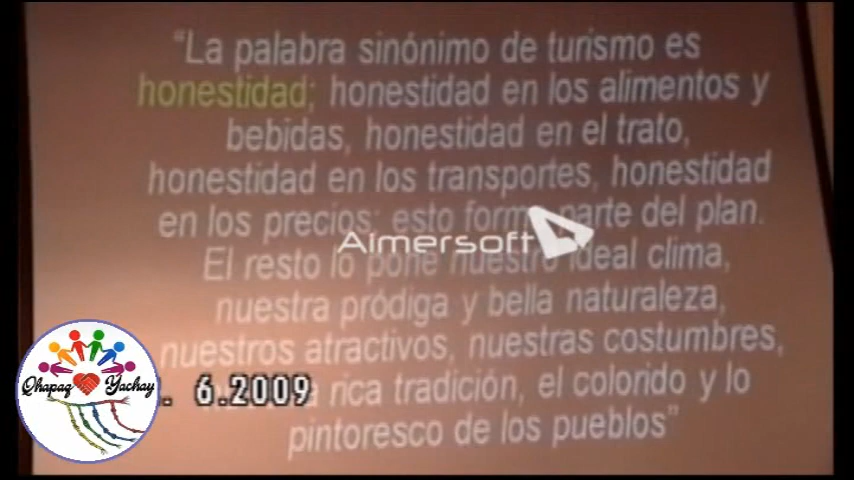 “La palabra sinónimo de turismo es
honestidad; honestidad en los alimentos y
bebidas, honestidad en el trato,
honestidad en los transportes, honestidad
en los precios; esto forma parte del plan.
El resto lo pone nuestro ideal clima,
nuestra pródiga y bella naturaleza,
nuestros atractivos, nuestras costumbres,
rica tradición, el colorido y lo
pintoresco de los pueblos”
Aimersoft
Qhapaq Yachay
. 6.2009